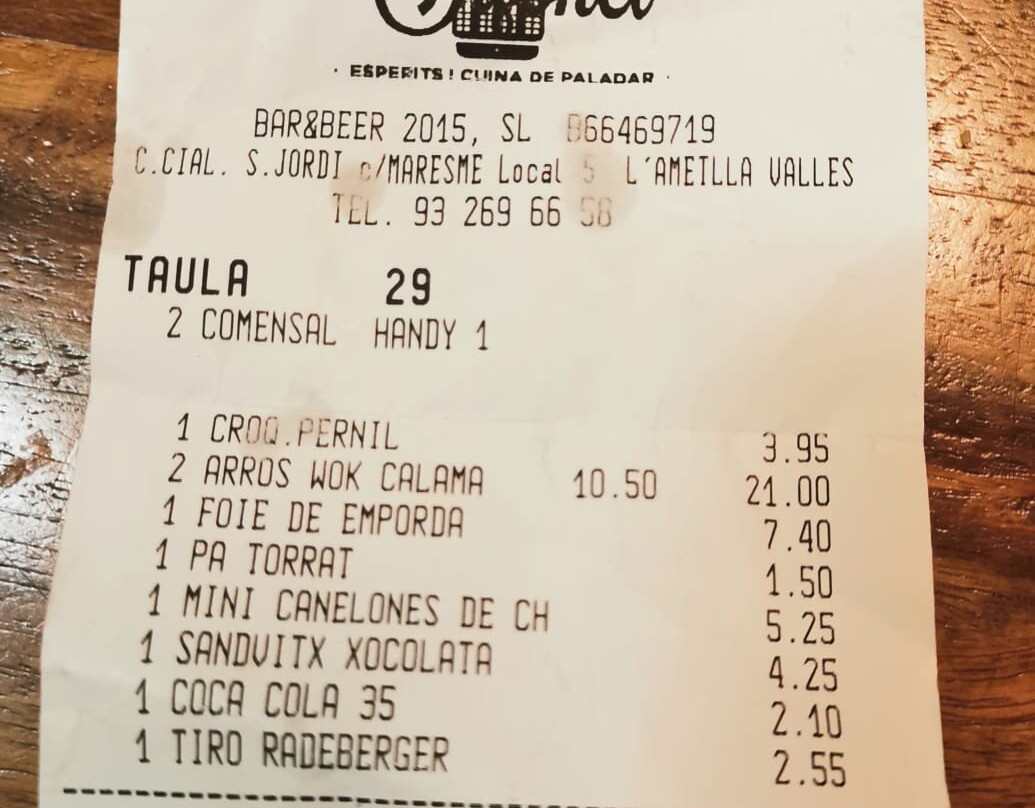 · ESPERITS I CUINA DE PALADAR ·
BAR&BEER 2015, SL B66469719
C.CIAL. S.JORDI c/MARESME Local 5 L'AMETLLA VALLES
TEL. 93 269 66 58
TAULA 29
2 COMENSAL HANDY 1
1 CROQ.PERNIL 3.95
2 ARROS WOK CALAMA 10.50 21.00
1 FOIE DE EMPORDA 7.40
1 PA TORRAT 1.50
1 MINI CANELONES DE CH 5.25
1 SANDVITX XOCOLATA 4.25
1 COCA COLA 35 2.10
1 TIRO RADEBERGER 2.55